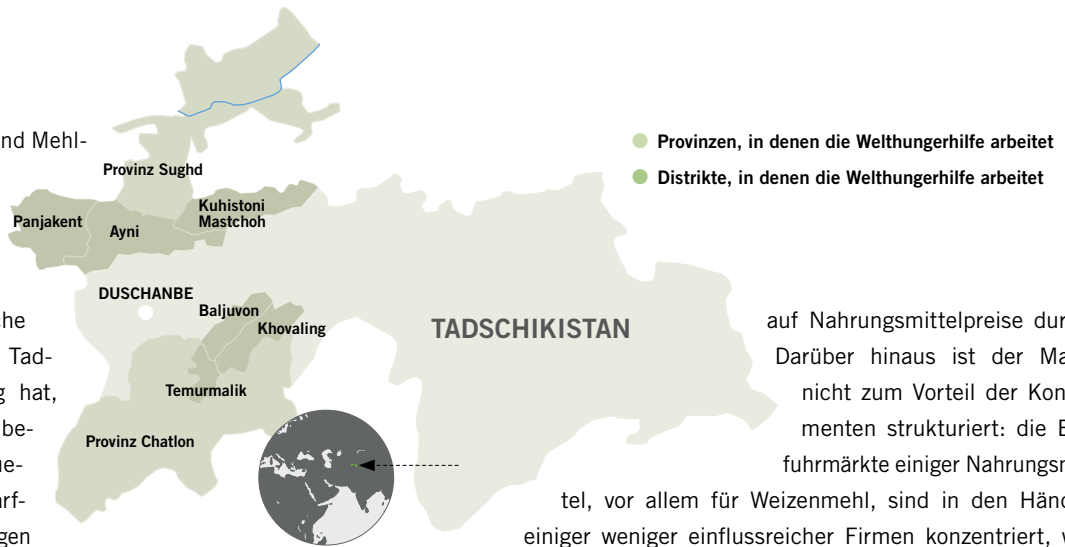 nd Mehl-
Provinzen, in denen die Welthungerhilfe arbeitet
Distrikte, in denen die Welthungerhilfe arbeitet
Provinz Sughd
Panjakent
Ayni
Kuhistoni
Mastchoh
DUSCHANBE
Baljuvon
Khovaling
TADSCHIKISTAN
Temurmalik
Provinz Chatlon
che
Tad-
hat,
be-
gen
auf Nahrungsmittelpreise dur
Darüber hinaus ist der Ma
nicht zum Vorteil der Kon
menten strukturiert: die E
fuhrmärkte einiger Nahrungsm
tel, vor allem für Weizenmehl, sind in den Händ
einiger weniger einflussreicher Firmen konzentriert, w